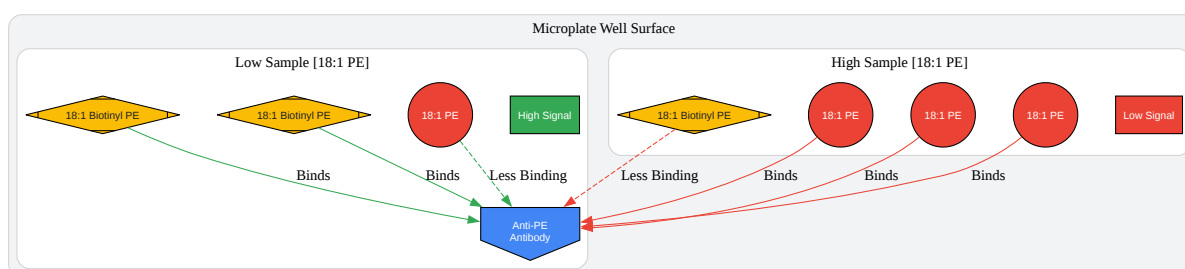 Microplate Well Surface
Low Sample [18:1 PE]
High Sample [18:1 PE]
18:1 Biotinyl PE
18:1 Biotinyl PE
18:1 PE
High Signal
18:1 Biotinyl PE
18:1 PE
18:1 PE
18:1 PE
Low Signal
Binds
Binds
Less Binding
Less Binding
Binds
Binds
Binds
Anti-PE
Antibody